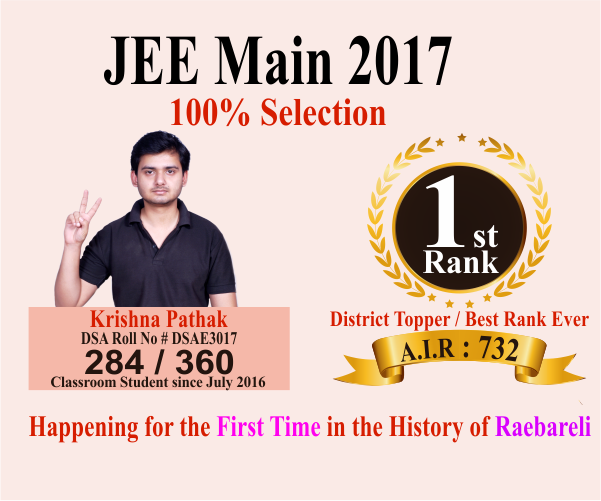 JEE Main 2017
100% Selection
1st
Rank
Krishna Pathak
DSA Roll No # DSAE3017
284 / 360
Classroom Student since July 2016
District Topper / Best Rank Ever
A.I.R : 732
Happening for the First Time in the History of Raebareli